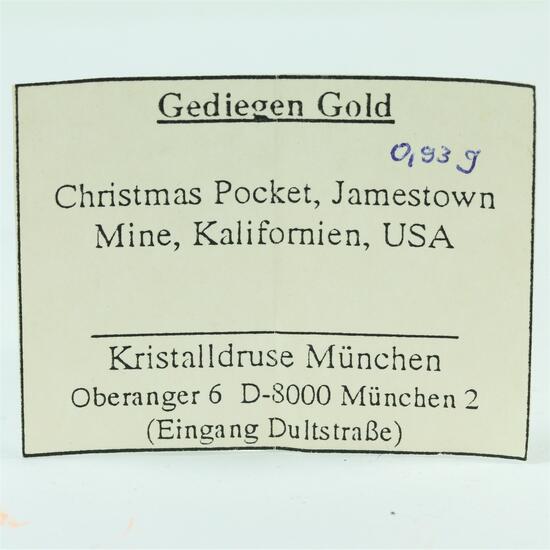 Gediegen Gold
0,93 g
Christmas Pocket, Jamestown
Mine, Kalifornien, USA
Kristalldruse München
Oberanger 6 D-8000 München 2
(Eingang Dultstraße)